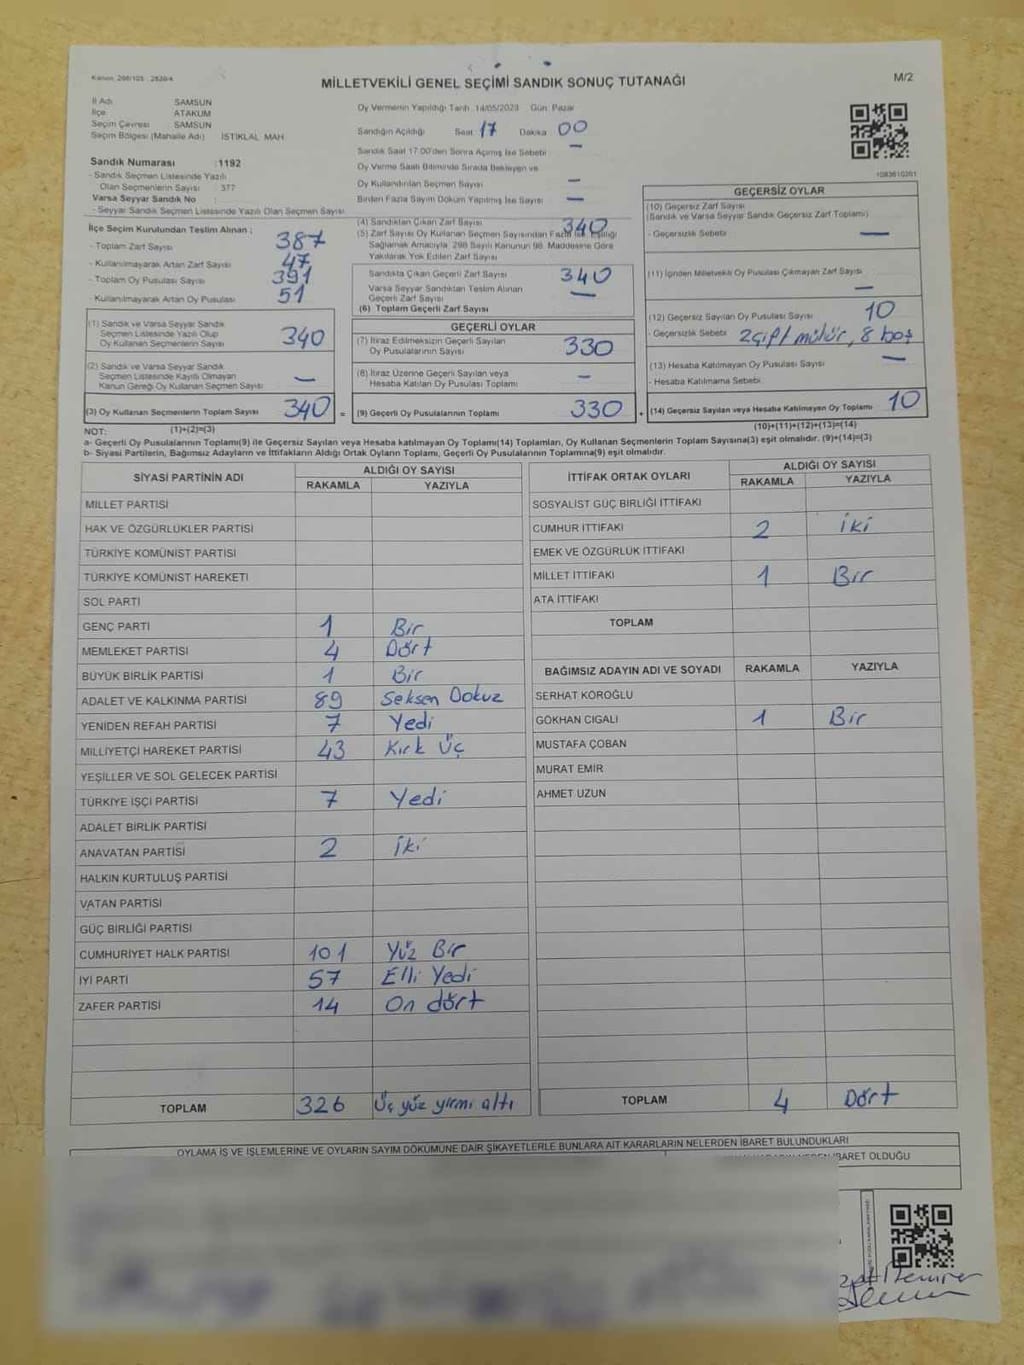 Kanun: 298/105 - 2839/4
MİLLETVEKİLİ GENEL SEÇİMİ SANDIK SONUÇ TUTANAĞI
M/2
İl Adı SAMSUN
İlçe ATAKUM
Seçim Çevresi SAMSUN
Seçim Bölgesi (Mahalle Adı) İSTİKLAL MAH
Sandık Numarası :1192
- Sandık Seçmen Listesinde Yazılı
Olan Seçmenlerin Sayısı : 377
Varsa Seyyar Sandık No :
- Seyyar Sandık Seçmen Listesinde Yazılı Olan Seçmen Sayısı
Oy Vermenin Yapıldığı Tarih 14/05/2023 Gün: Pazar
Sandığın Açıldığı Saat 17 Dakika 00
Sandık Saat 17:00'den Sonra Açılmış İse Sebebi —
Oy Verme Saati Bitiminde Sırada Bekleyen ve
Oy Kullandırılan Seçmen Sayısı —
Birden Fazla Sayım Döküm Yapılmış İse Sayısı —
İlçe Seçim Kurulundan Teslim Alınan ;
- Toplam Zarf Sayısı 387
- Kullanılmayarak Artan Zarf Sayısı 47
- Toplam Oy Pusulası Sayısı 391
- Kullanılmayarak Artan Oy Pusulası 51
(1) Sandık ve Varsa Seyyar Sandık
Seçmen Listesinde Yazılı Olup
Oy Kullanan Seçmenlerin Sayısı 340
(2) Sandık ve Varsa Seyyar Sandık
Seçmen Listesinde Kayıtlı Olmayan
Kanun Gereği Oy Kullanan Seçmen Sayısı —
(3) Oy Kullanan Seçmenlerin Toplam Sayısı 340 =
(1)+(2)=(3)
(4) Sandıktan Çıkan Zarf Sayısı 340
(5) Zarf Sayısı Oy Kullanan Seçmen Sayısından Fazla İse, Eşitliği
Sağlamak Amacıyla 298 Sayılı Kanunun 98. Maddesine Göre
Yakılarak Yok Edilen Zarf Sayısı
Sandıkta Çıkan Geçerli Zarf Sayısı 340
Varsa Seyyar Sandıktan Teslim Alınan
Geçerli Zarf Sayısı —
(6) Toplam Geçerli Zarf Sayısı
GEÇERLİ OYLAR
(7) İtiraz Edilmeksizin Geçerli Sayılan
Oy Pusulalarının Sayısı 330
(8) İtiraz Üzerine Geçerli Sayılan veya
Hesaba Katılan Oy Pusulası Toplamı —
(9) Geçerli Oy Pusulalarının Toplamı 330 +
1083610201
GEÇERSİZ OYLAR
(10) Geçersiz Zarf Sayısı
(Sandık ve Varsa Seyyar Sandık Geçersiz Zarf Toplamı)
- Geçersizlik Sebebi —
(11) İçinden Milletvekili Oy Pusulası Çıkmayan Zarf Sayısı
—
(12) Geçersiz Sayılan Oy Pusulası Sayısı 10
- Geçersizlik Sebebi 2 çift mühür, 8 boş
(13) Hesaba Katılmayan Oy Pusulası Sayısı —
- Hesaba Katılmama Sebebi
(14) Geçersiz Sayılan veya Hesaba Katılmayan Oy Toplamı 10
(10)+(11)+(12)+(13)=(14)
NOT:
a- Geçerli Oy Pusulalarının Toplamı(9) ile Geçersiz Sayılan veya Hesaba katılmayan Oy Toplamı(14) Toplamları, Oy Kullanan Seçmenlerin Toplam Sayısına(3) eşit olmalıdır. (9)+(14)=(3)
b- Siyasi Partilerin, Bağımsız Adayların ve İttifakların Aldığı Ortak Oyların Toplamı, Geçerli Oy Pusulalarının Toplamına(9) eşit olmalıdır.
SİYASİ PARTİNİN ADI ALDIĞI OY SAYISI
RAKAMLA YAZIYLA
MİLLET PARTİSİ
HAK VE ÖZGÜRLÜKLER PARTİSİ
TÜRKİYE KOMÜNİST PARTİSİ
TÜRKİYE KOMÜNİST HAREKETİ
SOL PARTİ
GENÇ PARTİ 1 Bir
MEMLEKET PARTİSİ 4 Dört
BÜYÜK BİRLİK PARTİSİ 1 Bir
ADALET VE KALKINMA PARTİSİ 89 Seksen Dokuz
YENİDEN REFAH PARTİSİ 7 Yedi
MİLLİYETÇİ HAREKET PARTİSİ 43 Kırk Üç
YEŞİLLER VE SOL GELECEK PARTİSİ
TÜRKİYE İŞÇİ PARTİSİ 7 Yedi
ADALET BİRLİK PARTİSİ
ANAVATAN PARTİSİ 2 İki
HALKIN KURTULUŞ PARTİSİ
VATAN PARTİSİ
GÜÇ BİRLİĞİ PARTİSİ
CUMHURİYET HALK PARTİSİ 101 Yüz Bir
İYİ PARTİ 57 Elli Yedi
ZAFER PARTİSİ 14 On dört
TOPLAM 326 Üç yüz yirmi altı
İTTİFAK ORTAK OYLARI ALDIĞI OY SAYISI
RAKAMLA YAZIYLA
SOSYALİST GÜÇ BİRLİĞİ İTTİFAKI
CUMHUR İTTİFAKI 2 İki
EMEK VE ÖZGÜRLÜK İTTİFAKI
MİLLET İTTİFAKI 1 Bir
ATA İTTİFAKI
TOPLAM
BAĞIMSIZ ADAYIN ADI VE SOYADI RAKAMLA YAZIYLA
SERHAT KÖROĞLU
GÖKHAN CIGALI 1 Bir
MUSTAFA ÇOBAN
MURAT EMİR
AHMET UZUN
TOPLAM 4 Dört
OYLAMA İŞ VE İŞLEMLERİNE VE OYLARIN SAYIM DÖKÜMÜNE DAİR ŞİKAYETLERLE BUNLARA AİT KARARLARIN NELERDEN İBARET BULUNDUKLARI
İBARET OLDUĞU